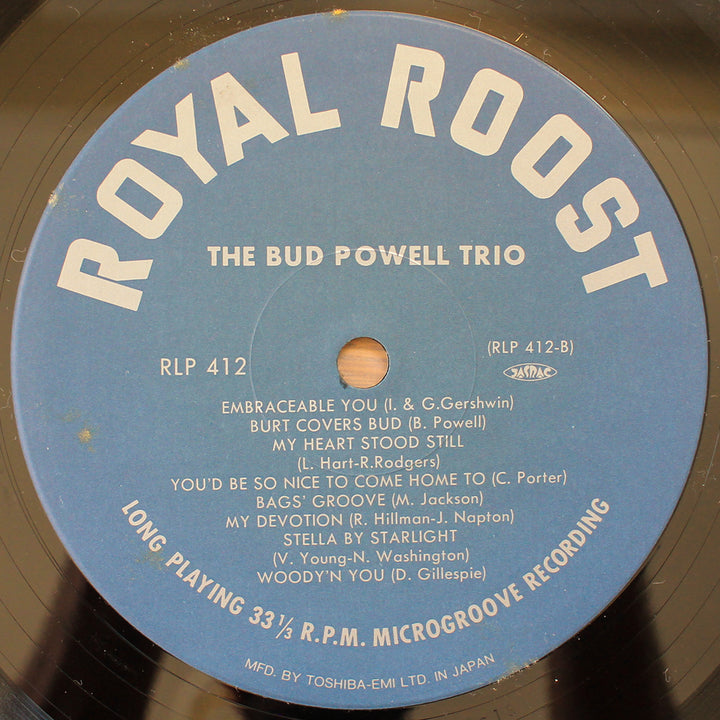 ROYAL ROOST
THE BUD POWELL TRIO
RLP 412
(RLP 412-B)
JASRAC
EMBRACEABLE YOU (I. & G.Gershwin)
BURT COVERS BUD (B. Powell)
MY HEART STOOD STILL
(L. Hart-R.Rodgers)
YOU'D BE SO NICE TO COME HOME TO (C. Porter)
BAGS' GROOVE (M. Jackson)
MY DEVOTION (R. Hillman-J. Napton)
STELLA BY STARLIGHT
(V. Young-N. Washington)
WOODY'N YOU (D. Gillespie)
LONG PLAYING 33 1/3 R.P.M. MICROGROOVE RECORDING
MFD. BY TOSHIBA-EMI LTD. IN JAPAN